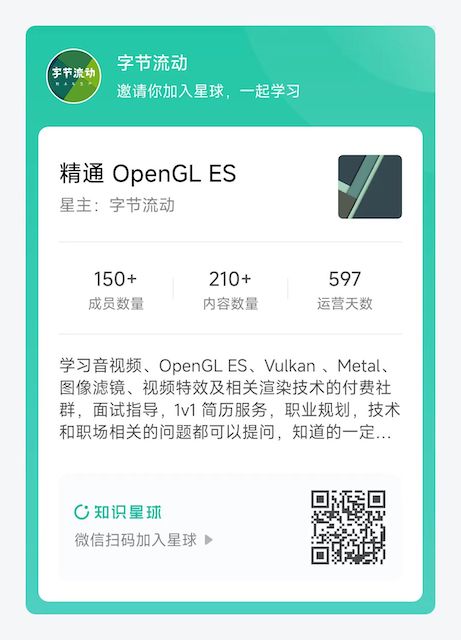 字节流动
字节流动
邀请你加入星球，一起学习
精通 OpenGL ES
星主：字节流动
150+
210+
597
成员数量
内容数量
运营天数
学习音视频、OpenGL ES、Vulkan 、Metal、
图像滤镜、视频特效及相关渲染技术的付费社
群，面试指导，1v1 简历服务，职业规划，技术
和职场相关的问题都可以提问，知道的一定...
知识星球
微信扫码加入星球